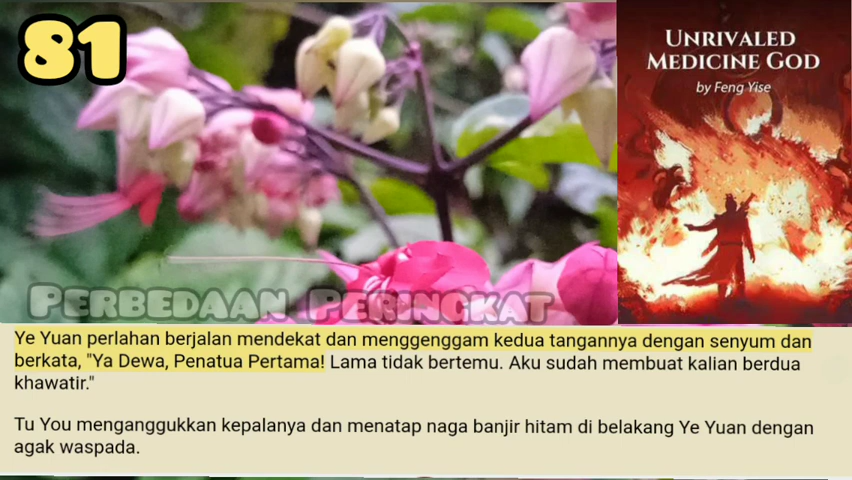 81
UNRIVALED
MEDICINE GOD
by Feng Yise
PERBEDAAN PERINGKAT
Ye Yuan perlahan berjalan mendekat dan menggenggam kedua tangannya dengan senyum dan
berkata, "Ya Dewa, Penatua Pertama! Lama tidak bertemu. Aku sudah membuat kalian berdua
khawatir."
Tu You menganggukkan kepalanya dan menatap naga banjir hitam di belakang Ye Yuan dengan
agak waspada.